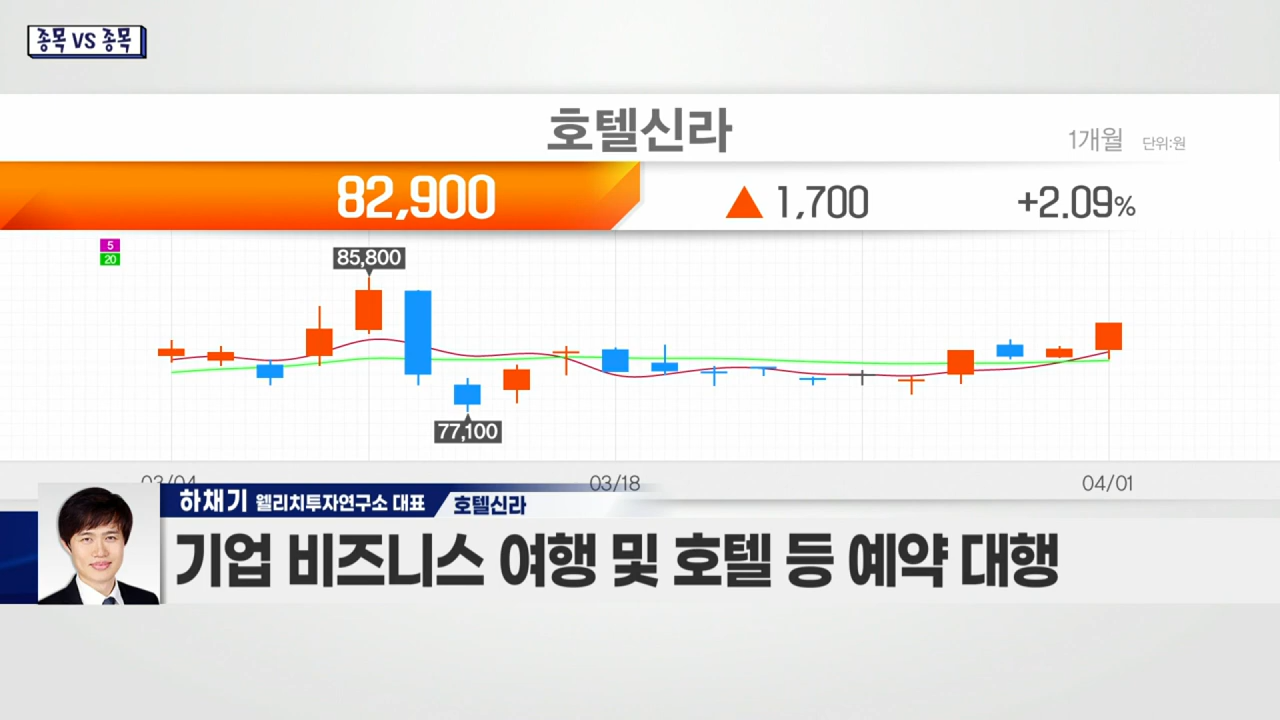 종목 VS 종목
호텔신라
1개월 단위:원
82,900 ▲ 1,700 +2.09%
5
20
85,800
77,100
03/04 03/18 04/01
하채기 웰리치투자연구소 대표 호텔신라
기업 비즈니스 여행 및 호텔 등 예약 대행